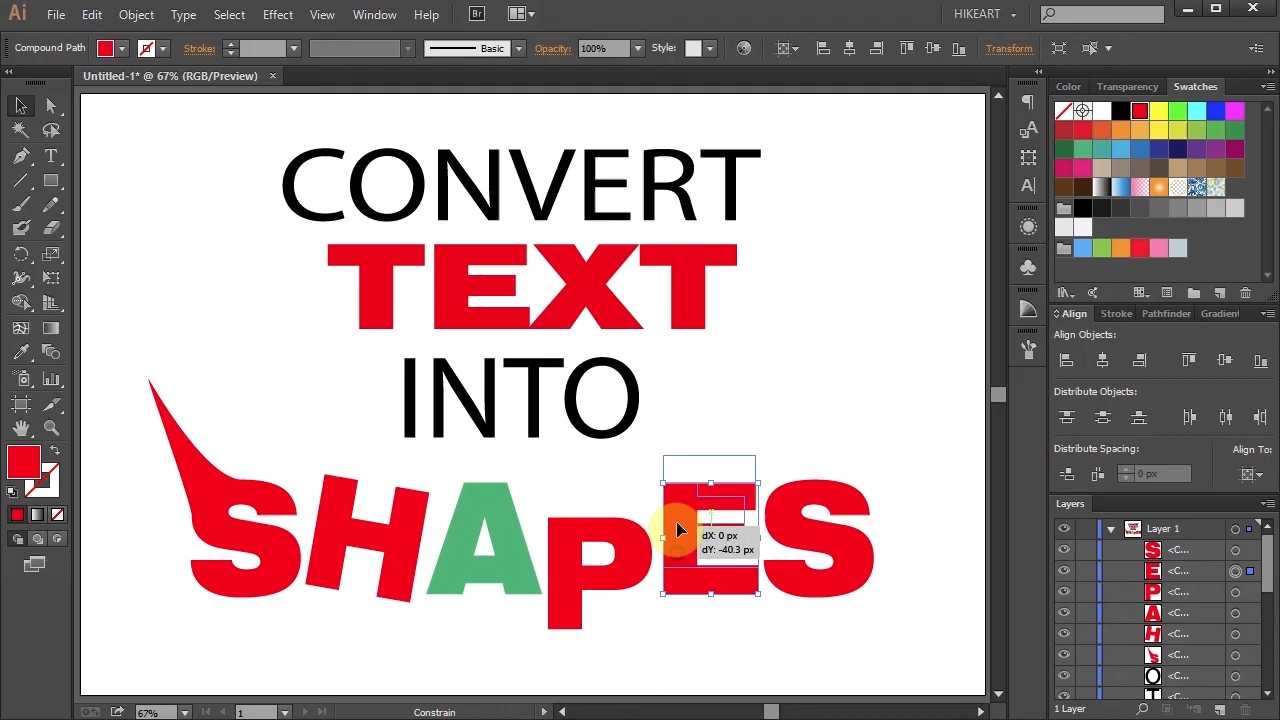 Ai File Edit Object Type Select Effect View Window Help Br HIKEART
Compound Path Stroke: Basic Opacity: 100% Style: Transform
Untitled-1* @ 67% (RGB/Preview)
Color Transparency Swatches
CONVERT
TEXT
INTO
SHAPES
dX: 0 px
dY: -40.3 px
Align Stroke Pathfinder Gradien
Align Objects:
Distribute Objects:
Distribute Spacing: Align To:
0 px
Layers
Layer 1
<C...
<C...
<C...
<C...
<C...
<C...
<C...
<C...
67% 1 Constrain 1 Layer